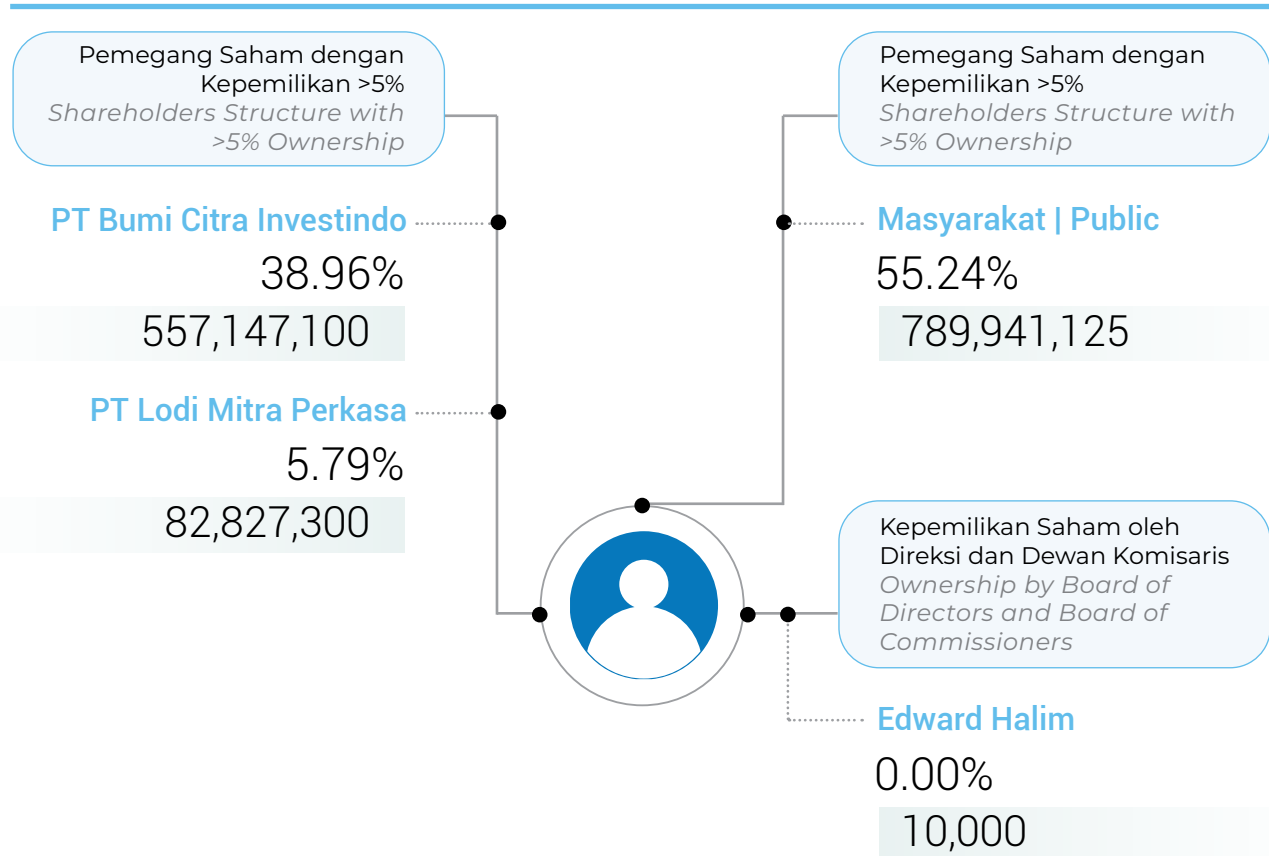 Pemegang Saham dengan
Kepemilikan >5%
Shareholders Structure with
>5% Ownership
PT Bumi Citra Investindo
38.96%
557,147,100
PT Lodi Mitra Perkasa
5.79%
82,827,300
Pemegang Saham dengan
Kepemilikan >5%
Shareholders Structure with
>5% Ownership
Masyarakat | Public
55.24%
789,941,125
Kepemilikan Saham oleh
Direksi dan Dewan Komisaris
Ownership by Board of
Directors and Board of
Commissioners
Edward Halim
0.00%
10,000